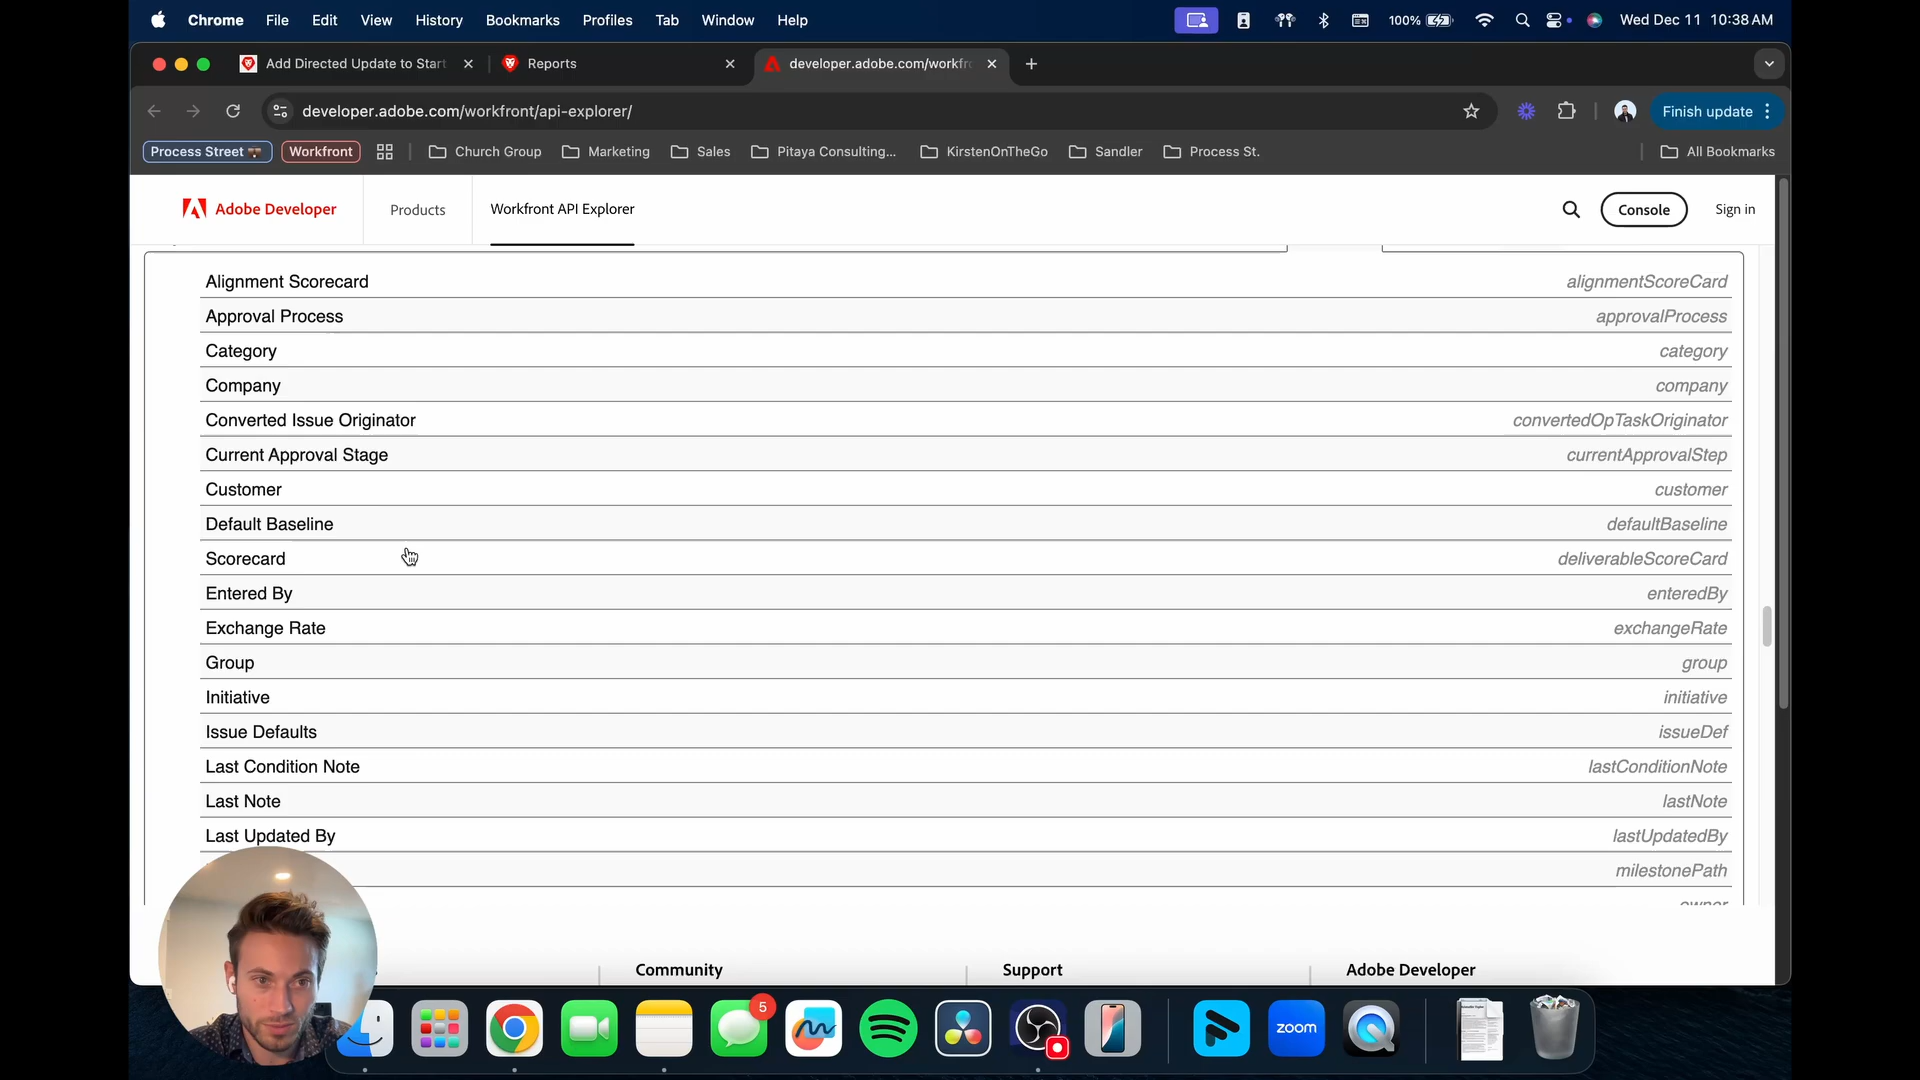 Chrome File Edit View History Bookmarks Profiles Tab Window Help 100% Wed Dec 11 10:38 AM
Add Directed Update to Star Reports developer.adobe.com/workfr
developer.adobe.com/workfront/api-explorer/ Finish update
Process Street Workfront Church Group Marketing Sales Pitaya Consulting... KirstenOnTheGo Sandler Process St. All Bookmarks
Adobe Developer Products Workfront API Explorer Console Sign in
Alignment Scorecard alignmentScoreCard
Approval Process approvalProcess
Category category
Company company
Converted Issue Originator convertedOpTaskOriginator
Current Approval Stage currentApprovalStep
Customer customer
Default Baseline defaultBaseline
Scorecard deliverableScoreCard
Entered By enteredBy
Exchange Rate exchangeRate
Group group
Initiative initiative
Issue Defaults issueDef
Last Condition Note lastConditionNote
Last Note lastNote
Last Updated By lastUpdatedBy
milestonePath
owner
Community Support Adobe Developer
5
zoom